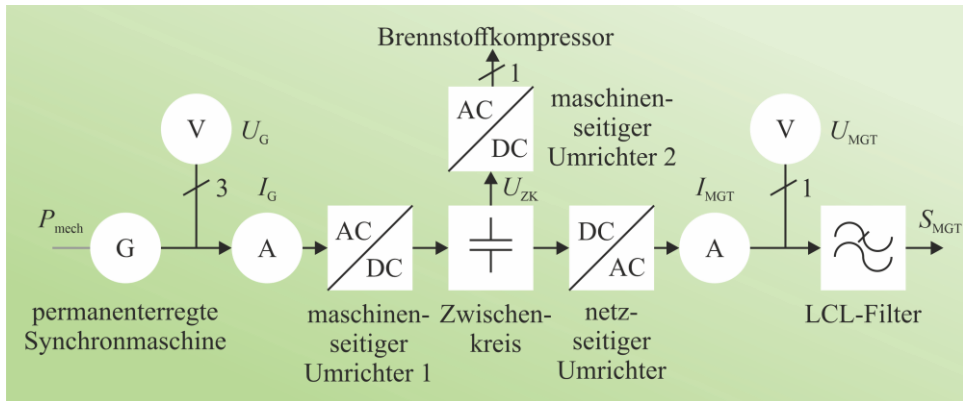 Brennstoffkompressor
1
V
U_G
AC
DC
maschinen-
seitiger
Umrichter 2
V
U_MGT
3
I_G
U_ZK
I_MGT
1
P_mech
G
A
AC
DC
DC
AC
A
S_MGT
permanenterregte
Synchronmaschine
maschinen-
seitiger
Umrichter 1
Zwischen-
kreis
netz-
seitiger
Umrichter
LCL-Filter